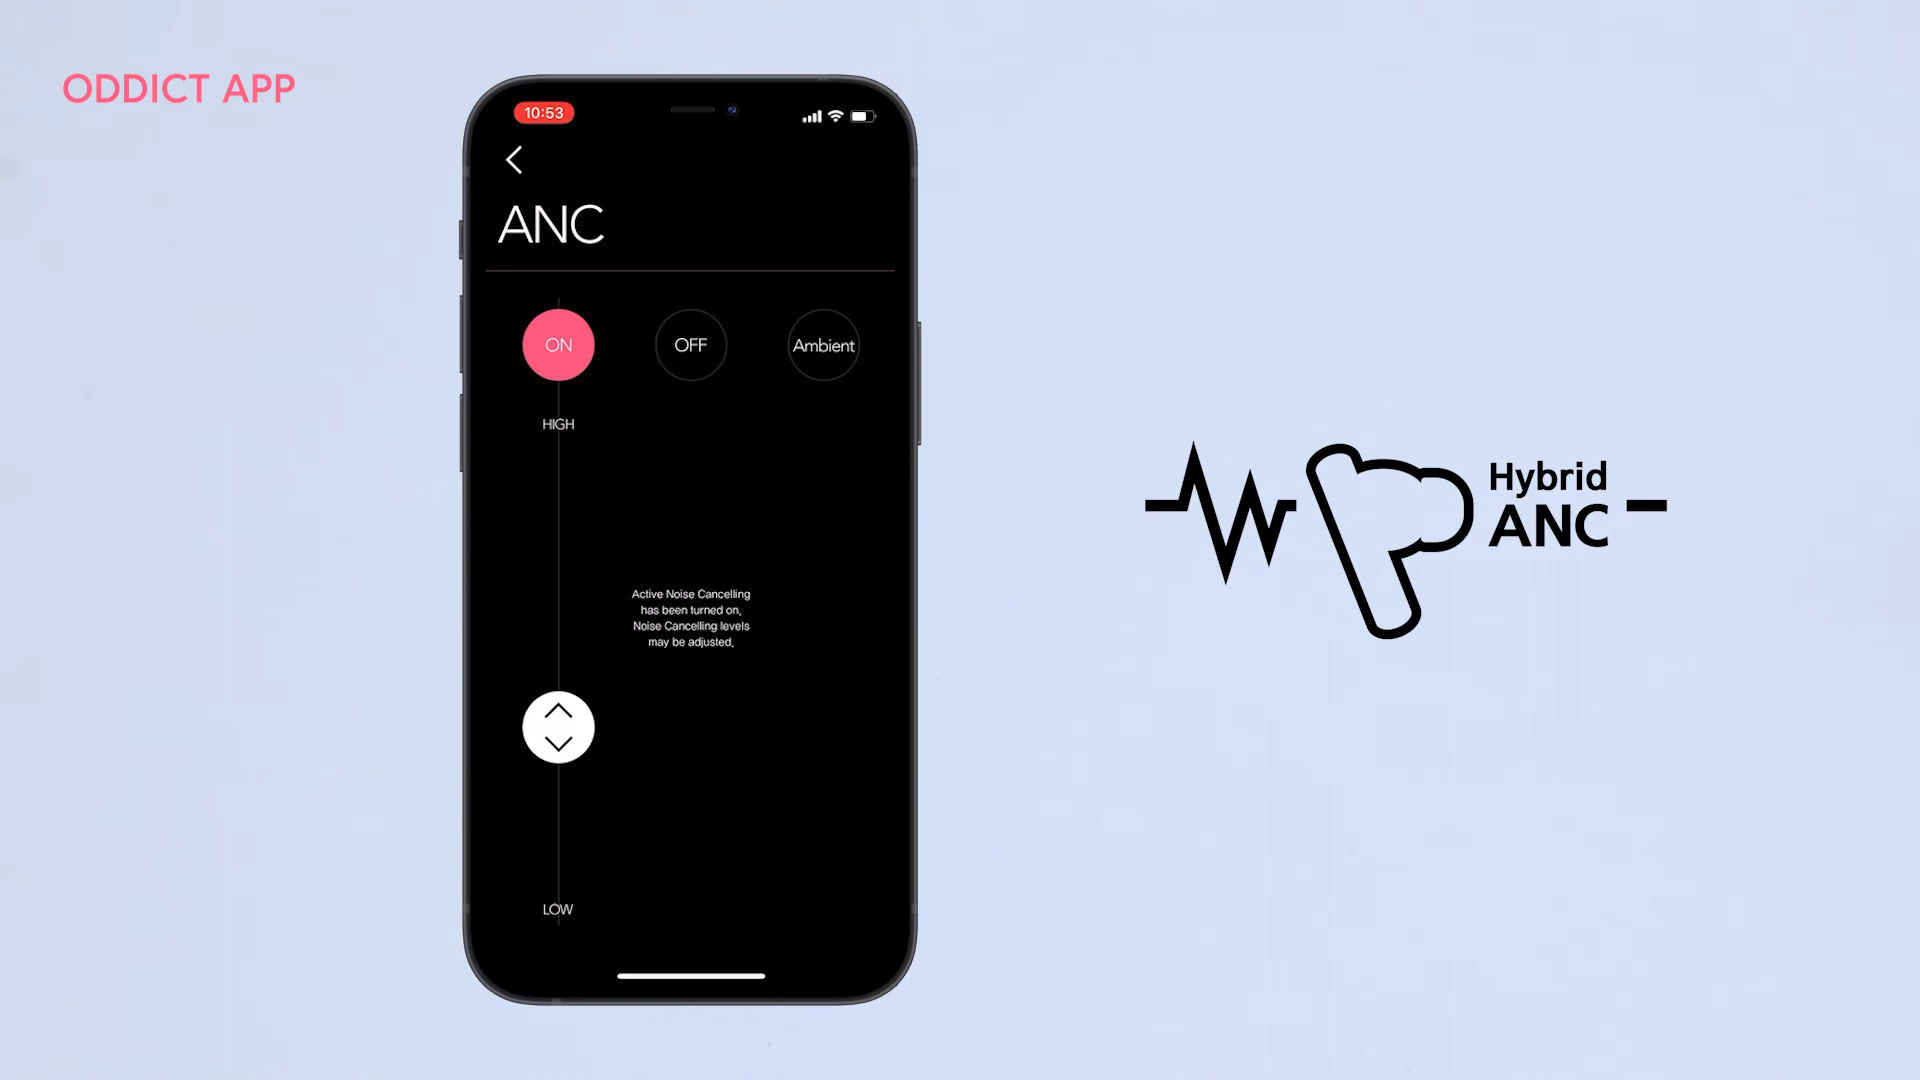 ODDICT APP
10:53
ANC
ON
OFF
Ambient
HIGH
Active Noise Cancelling
has been turned on.
Noise Cancelling levels
may be adjusted.
LOW
Hybrid
ANC